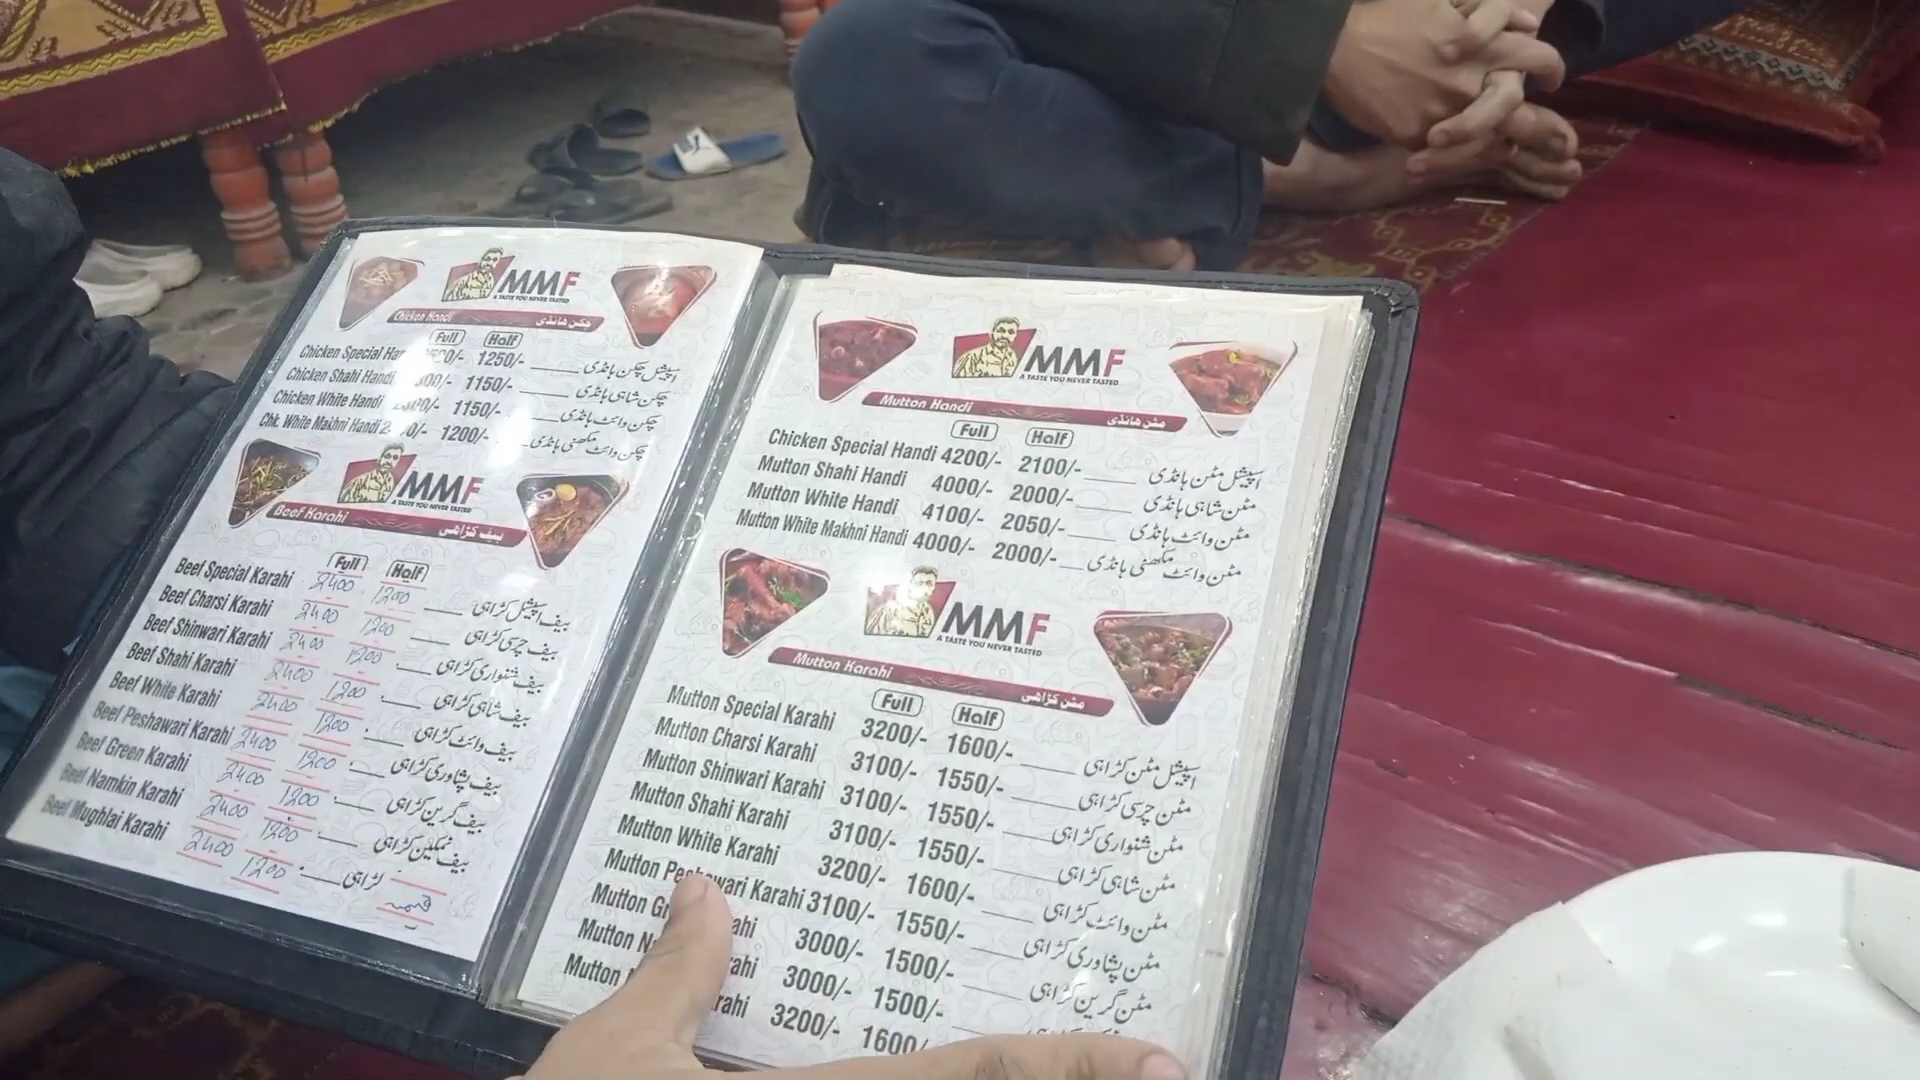 MMF
A TASTE YOU NEVER TASTED
Chicken Handi چکن ھانڈی
Full Half
Chicken Special Han 1250/- اسپیشل چکن ہانڈی
Chicken Shahi Handi 1150/- چکن شاہی ہانڈی
Chicken White Handi 1150/- چکن وائٹ ہانڈی
Chk. White Makhni Handi 1200/- چکن وائٹ مکھنی ہانڈی
MMF
A TASTE YOU NEVER TASTED
Beef Karahi بیف کڑاھی
Full Half
Beef Special Karahi 2400 1200 بیف اسپیشل کڑاہی
Beef Charsi Karahi 2400 1200 بیف چرسی کڑاہی
Beef Shinwari Karahi 2400 1200 بیف شنواری کڑاہی
Beef Shahi Karahi 2400 1200 بیف شاہی کڑاہی
Beef White Karahi 2400 1200 بیف وائٹ کڑاہی
Beef Peshawari Karahi 2400 1200 بیف پشاوری کڑاہی
Beef Green Karahi 2400 1200 بیف گرین کڑاہی
Beef Namkin Karahi 2400 1200 بیف نمکین کڑاہی
Beef Mughlai Karahi 2400 1200 کڑاہی
MMF
A TASTE YOU NEVER TASTED
Mutton Handi مٹن ھانڈی
Full Half
Chicken Special Handi 4200/- 2100/- اسپیشل مٹن ہانڈی
Mutton Shahi Handi 4000/- 2000/- مٹن شاہی ہانڈی
Mutton White Handi 4100/- 2050/- مٹن وائٹ ہانڈی
Mutton White Makhni Handi 4000/- 2000/- مٹن وائٹ مکھنی ہانڈی
MMF
A TASTE YOU NEVER TASTED
Mutton Karahi مٹن کڑاھی
Full Half
Mutton Special Karahi 3200/- 1600/- اسپیشل مٹن کڑاہی
Mutton Charsi Karahi 3100/- 1550/- مٹن چرسی کڑاہی
Mutton Shinwari Karahi 3100/- 1550/- مٹن شنواری کڑاہی
Mutton Shahi Karahi 3100/- 1550/- مٹن شاہی کڑاہی
Mutton White Karahi 3200/- 1600/- مٹن وائٹ کڑاہی
Mutton Peshawari Karahi 3100/- 1550/- مٹن پشاوری کڑاہی
Mutton Gr ahi 3000/- 1500/- مٹن گرین کڑاہی
Mutton N ahi 3000/- 1500/-
Mutton rahi 3200/- 1600/